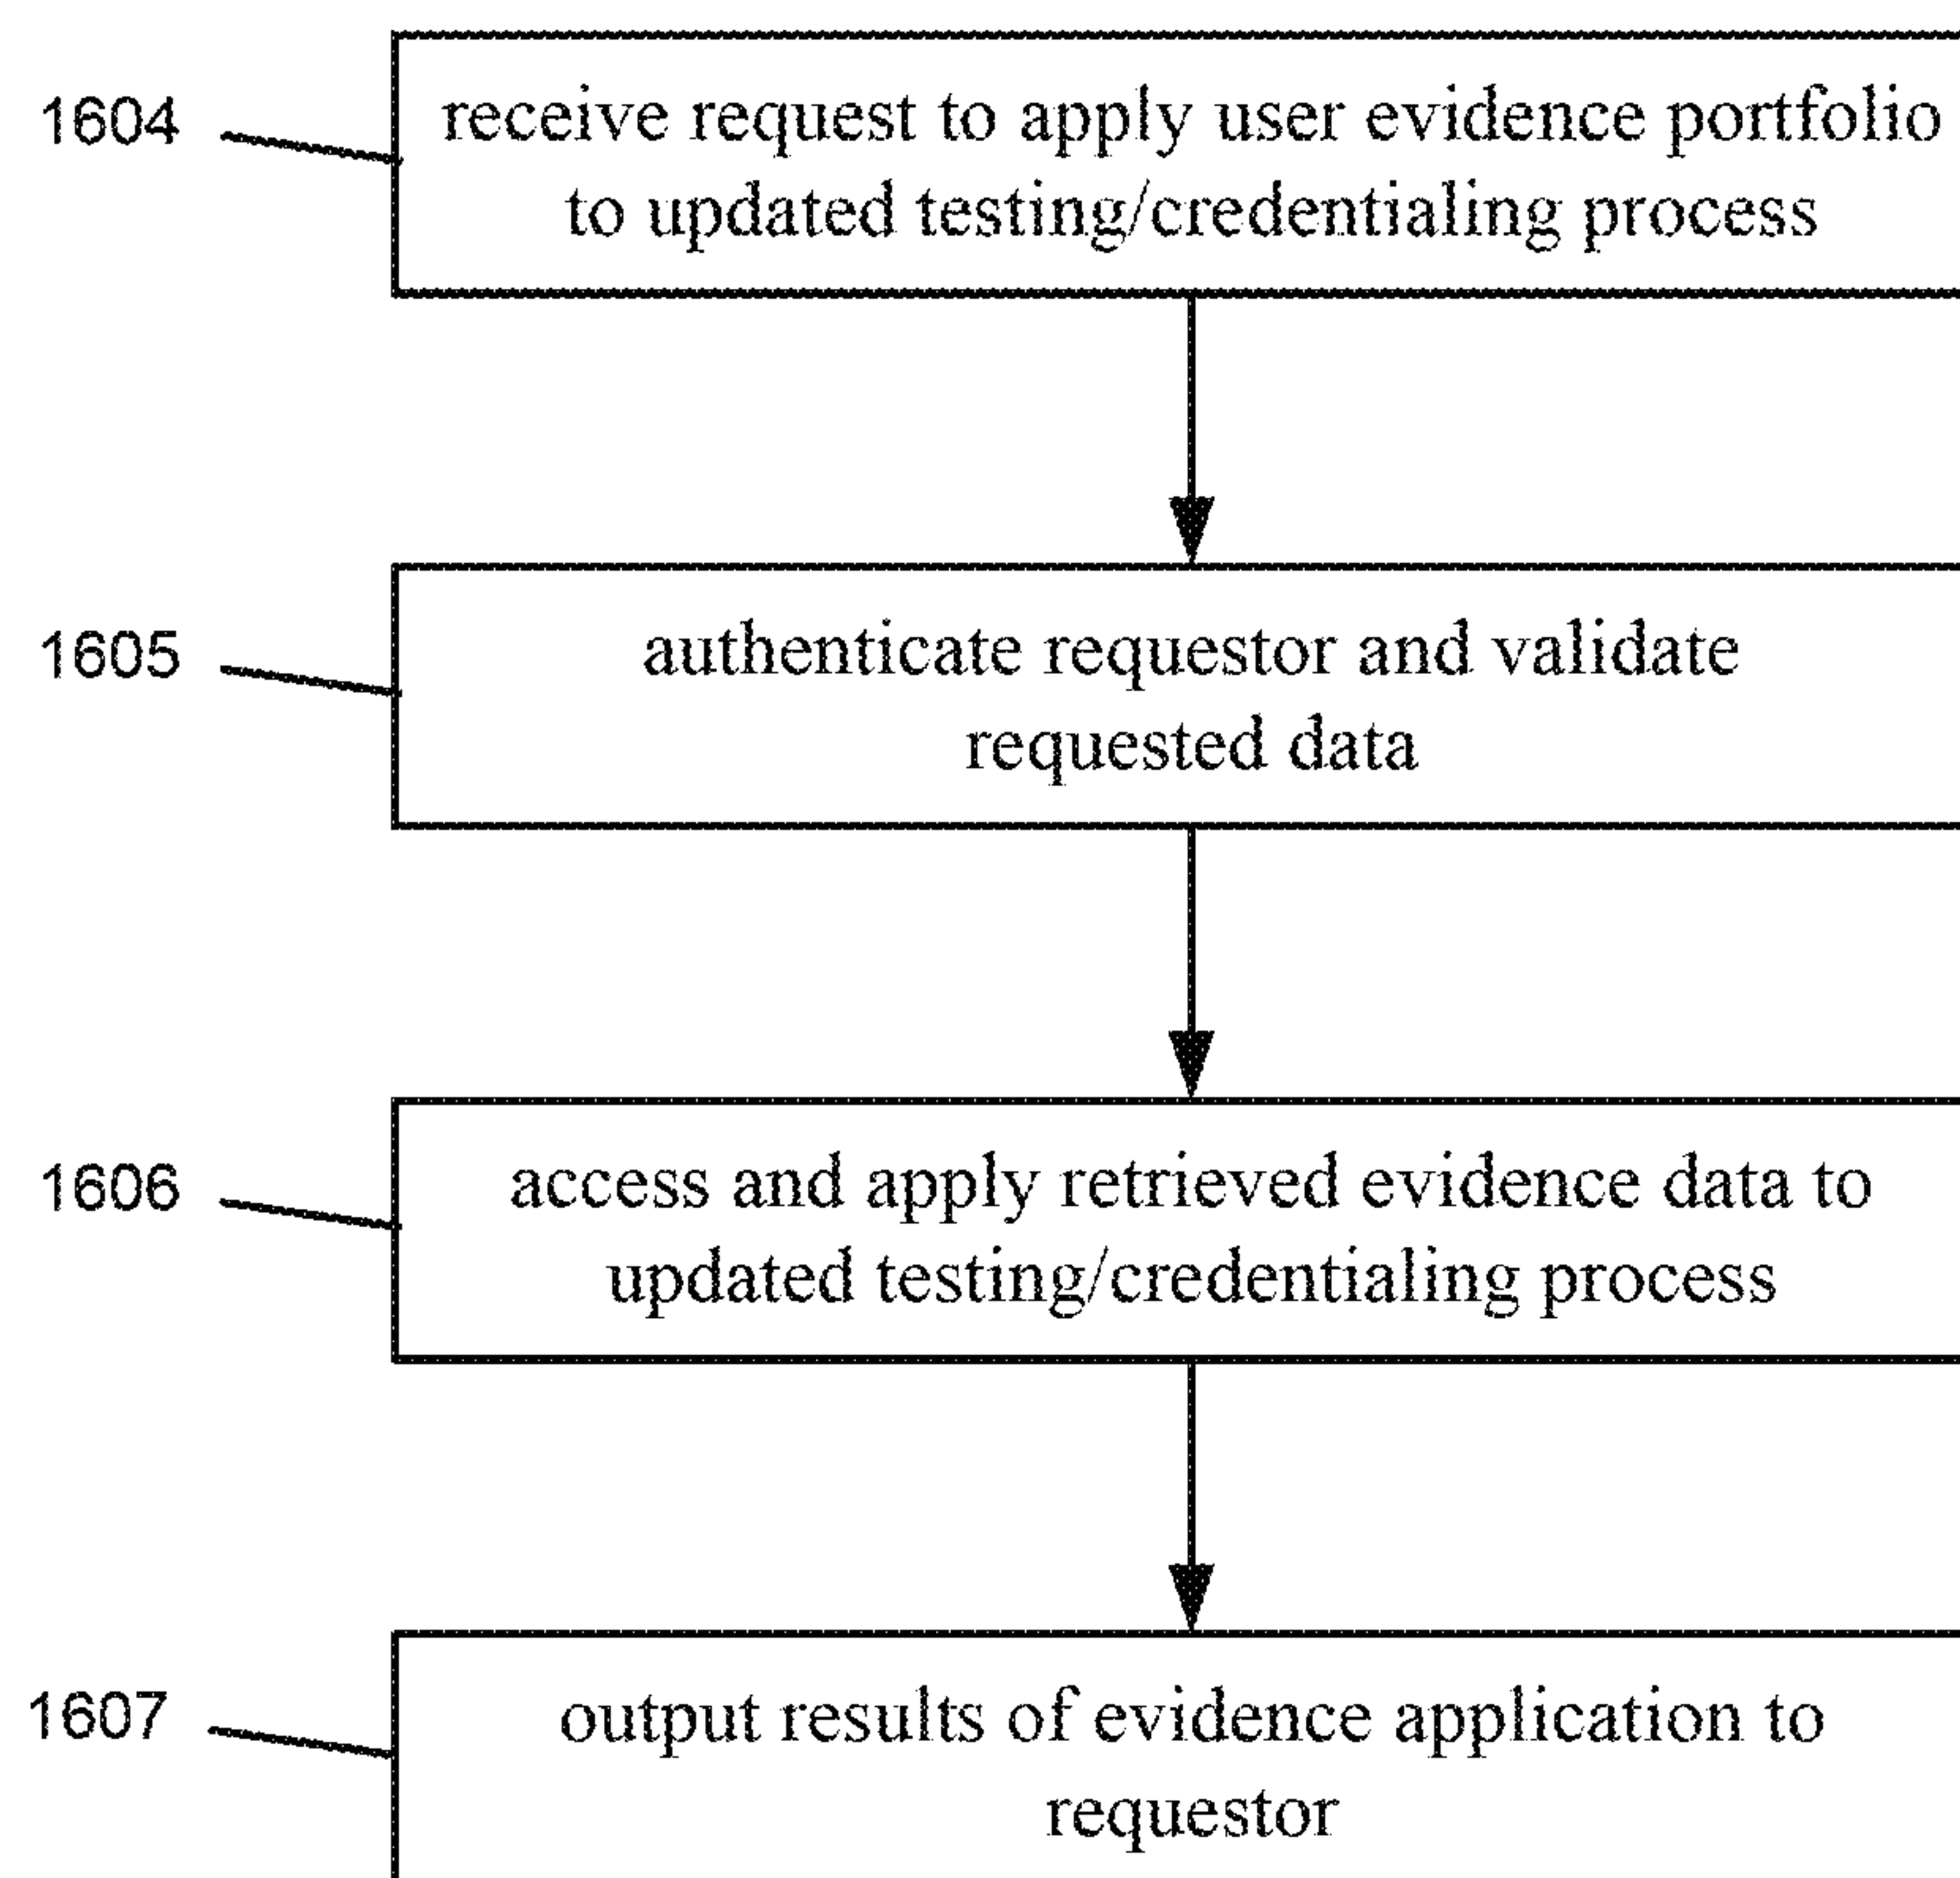 1604
receive request to apply user evidence portfolio
to updated testing/credentialing process
1605
authenticate requestor and validate
requested data
1606
access and apply retrieved evidence data to
updated testing/credentialing process
1607
output results of evidence application to
requestor